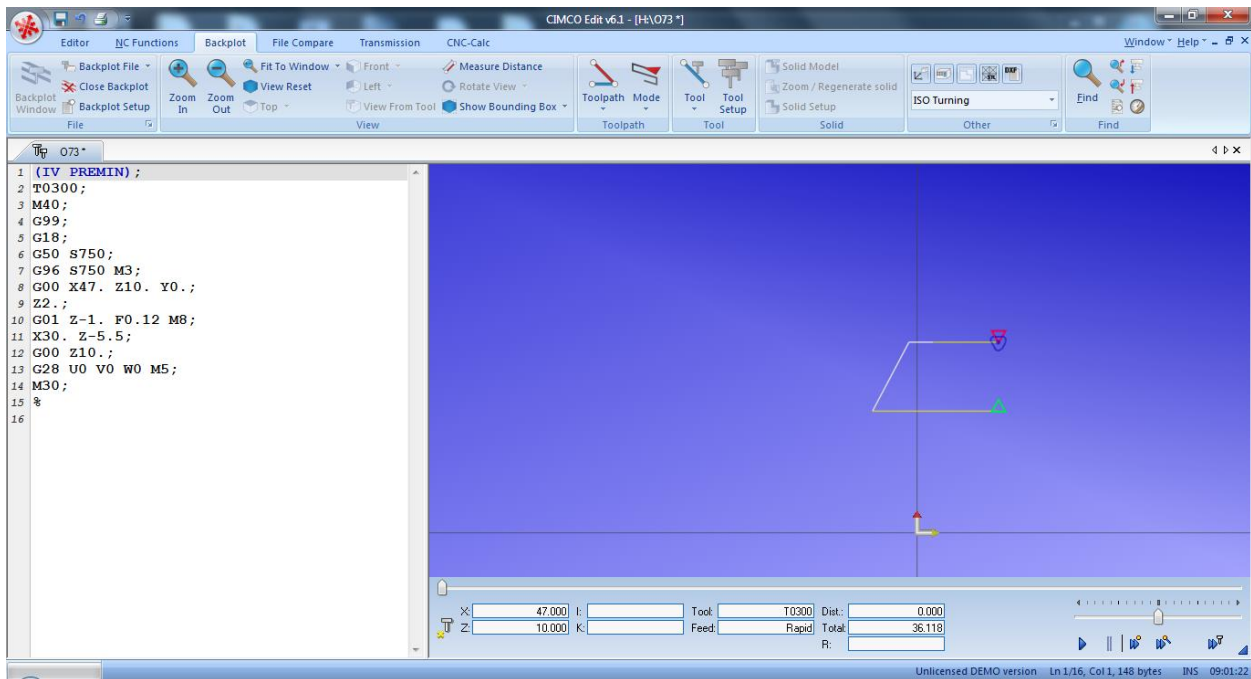 CIMCO Edit v6.1 - [H:\O73 *]
Editor NC Functions Backplot File Compare Transmission CNC-Calc Window Help
Backplot File Fit To Window Front Measure Distance Solid Model
Close Backplot View Reset Left Rotate View Zoom / Regenerate solid
Backplot Setup Top View From Tool Show Bounding Box Solid Setup
Backplot Window Zoom In Zoom Out Toolpath Mode Tool Tool Setup ISO Turning Find
File View Toolpath Tool Solid Other Find
O73*
1 (IV PREMIN);
2 T0300;
3 M40;
4 G99;
5 G18;
6 G50 S750;
7 G96 S750 M3;
8 G00 X47. Z10. Y0.;
9 Z2.;
10 G01 Z-1. F0.12 M8;
11 X30. Z-5.5;
12 G00 Z10.;
13 G28 U0 V0 W0 M5;
14 M30;
15 %
16
X: 47.000 I: Tool: T0300 Dist.: 0.000
Z: 10.000 K: Feed: Rapid Total: 36.118
R:
Unlicensed DEMO version Ln 1/16, Col 1, 148 bytes INS 09:01:22